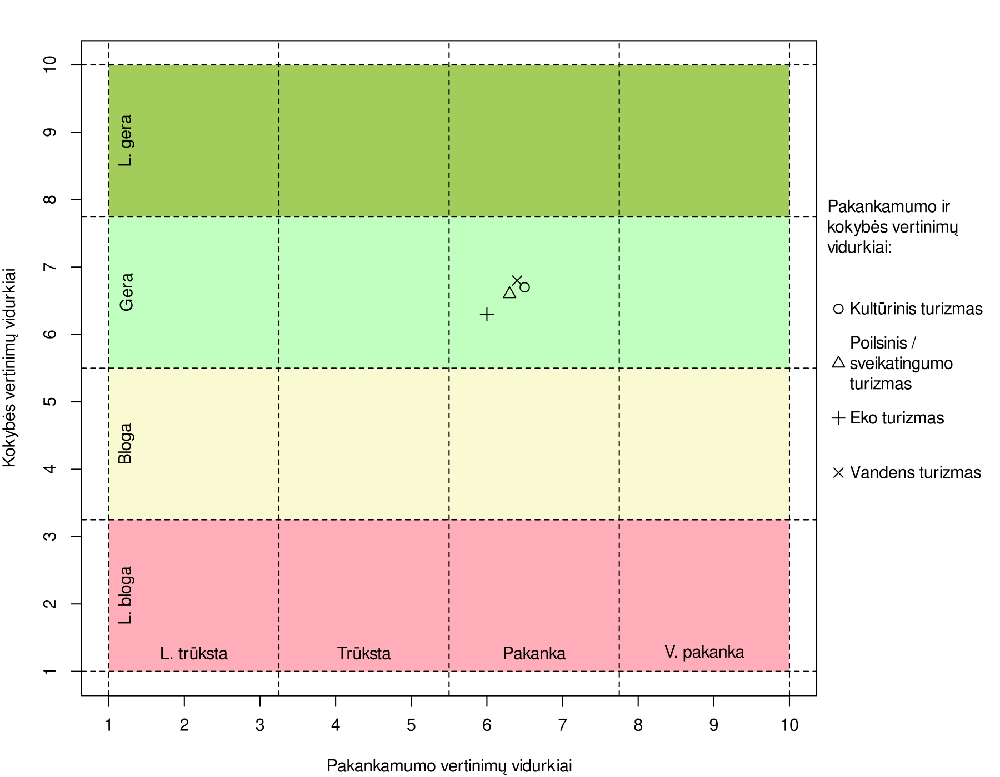 10
9
8
7
6
5
4
3
2
1
Kokybės vertinimų vidurkiai
L. gera
Gera
Bloga
L. bloga
L. trūksta
Trūksta
Pakanka
V. pakanka
1 2 3 4 5 6 7 8 9 10
Pakankamumo vertinimų vidurkiai
Pakankamumo ir
kokybės vertinimų
vidurkiai:
Kultūrinis turizmas
Poilsinis /
sveikatingumo
turizmas
Eko turizmas
Vandens turizmas